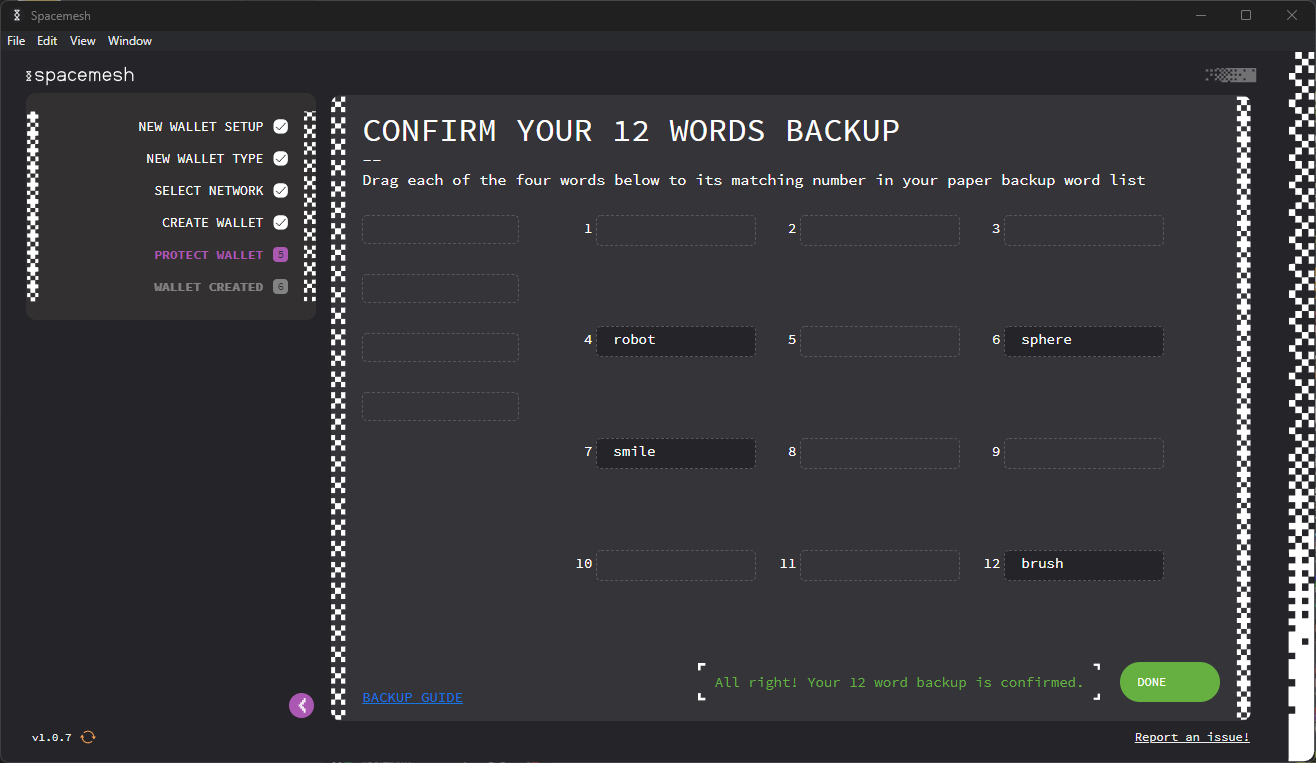 Spacemesh
File Edit View Window
spacemesh
NEW WALLET SETUP
NEW WALLET TYPE
SELECT NETWORK
CREATE WALLET
PROTECT WALLET 5
WALLET CREATED 6
CONFIRM YOUR 12 WORDS BACKUP
--
Drag each of the four words below to its matching number in your paper backup word list
1 2 3
4 robot 5 6 sphere
7 smile 8 9
10 11 12 brush
All right! Your 12 word backup is confirmed.
DONE
BACKUP GUIDE
v1.0.7
Report an issue!